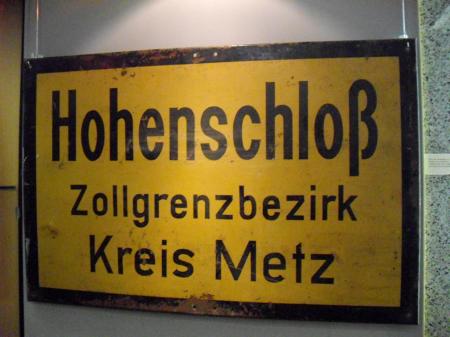 Hohenschloß
Zollgrenzbezirk
Kreis Metz